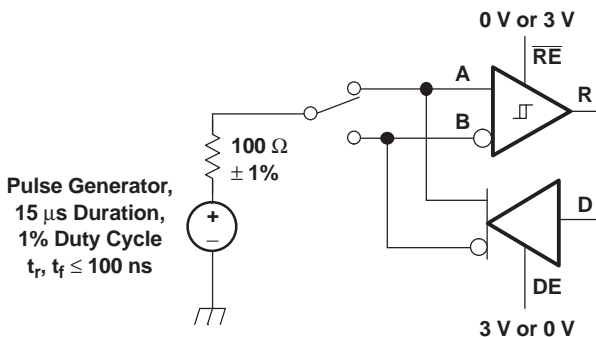 0 V or 3 V
RE
A
R
B
100 Ω
± 1%
Pulse Generator,
15 μs Duration,
1% Duty Cycle
tr, tf ≤ 100 ns
+
–
D
DE
3 V or 0 V